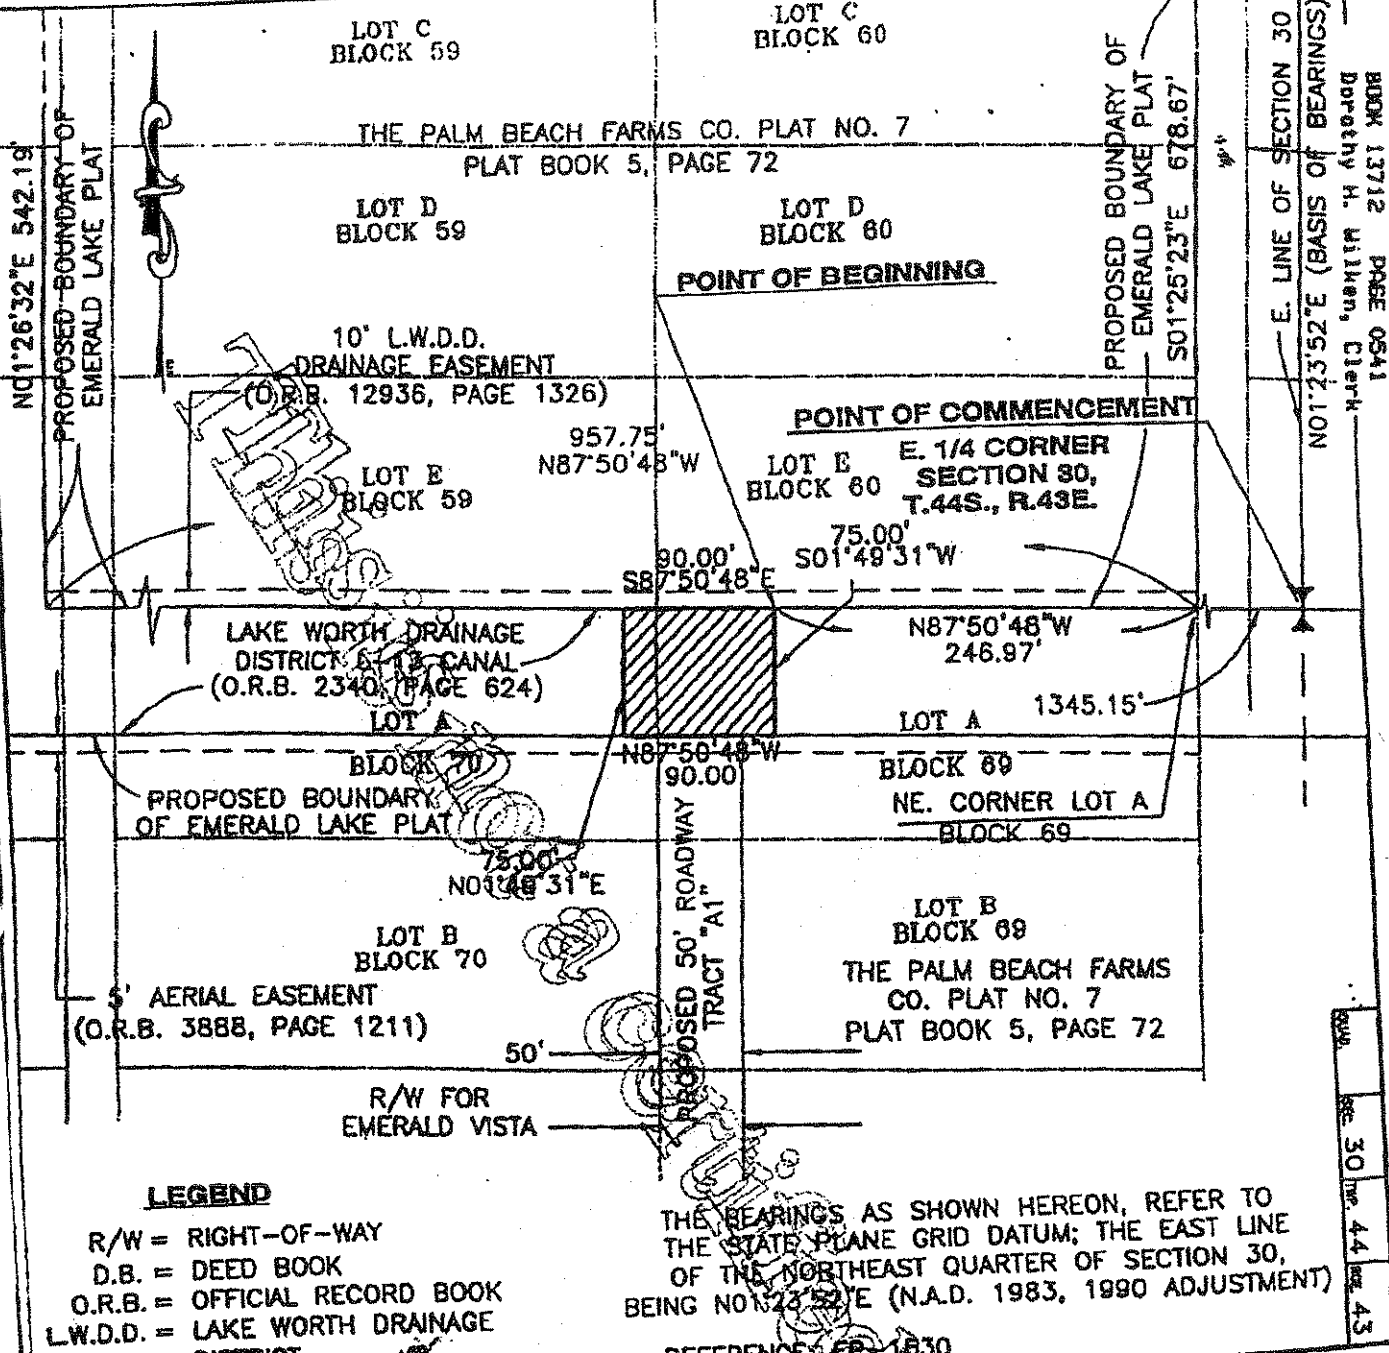 LOT C
BLOCK 59
LOT C
BLOCK 60
THE PALM BEACH FARMS CO. PLAT NO. 7
PLAT BOOK 5, PAGE 72
LOT D
BLOCK 59
LOT D
BLOCK 60
N01°26'32"E 542.19'
PROPOSED BOUNDARY OF
EMERALD LAKE PLAT
PROPOSED BOUNDARY OF
EMERALD LAKE PLAT
S01°25'23"E 678.67'
E. LINE OF SECTION 30
N01°23'52"E (BASIS OF BEARINGS)
BOOK 13712 PAGE 0541
Dorothy H. Wilken, Clerk
POINT OF BEGINNING
10' L.W.D.D.
DRAINAGE EASEMENT
(O.R.B. 12936, PAGE 1326)
957.75'
N87°50'48"W
LOT E
BLOCK 59
LOT E
BLOCK 60
POINT OF COMMENCEMENT
E. 1/4 CORNER
SECTION 30,
T.44S., R.43E.
75.00'
S01°49'31"W
90.00'
S87°50'48"E
LAKE WORTH DRAINAGE
DISTRICT CANAL
(O.R.B. 2340, PAGE 624)
N87°50'48"W
246.97'
1345.15'
LOT A
BLOCK 70
LOT A
BLOCK 69
N87°50'48"W
90.00
NE. CORNER LOT A
BLOCK 69
PROPOSED BOUNDARY
OF EMERALD LAKE PLAT
75.00'
N01°49'31"E
PROPOSED 50' ROADWAY
TRACT "A1"
LOT B
BLOCK 70
LOT B
BLOCK 69
THE PALM BEACH FARMS
CO. PLAT NO. 7
PLAT BOOK 5, PAGE 72
5' AERIAL EASEMENT
(O.R.B. 3888, PAGE 1211)
50'
R/W FOR
EMERALD VISTA
LEGEND
R/W = RIGHT-OF-WAY
D.B. = DEED BOOK
O.R.B. = OFFICIAL RECORD BOOK
L.W.D.D. = LAKE WORTH DRAINAGE
DISTRICT
THE BEARINGS AS SHOWN HEREON, REFER TO
THE STATE PLANE GRID DATUM; THE EAST LINE
OF THE NORTHEAST QUARTER OF SECTION 30,
BEING N01°23'52"E (N.A.D. 1983, 1990 ADJUSTMENT)
SEC. 30 TWP. 44 RGE. 43
This is not a